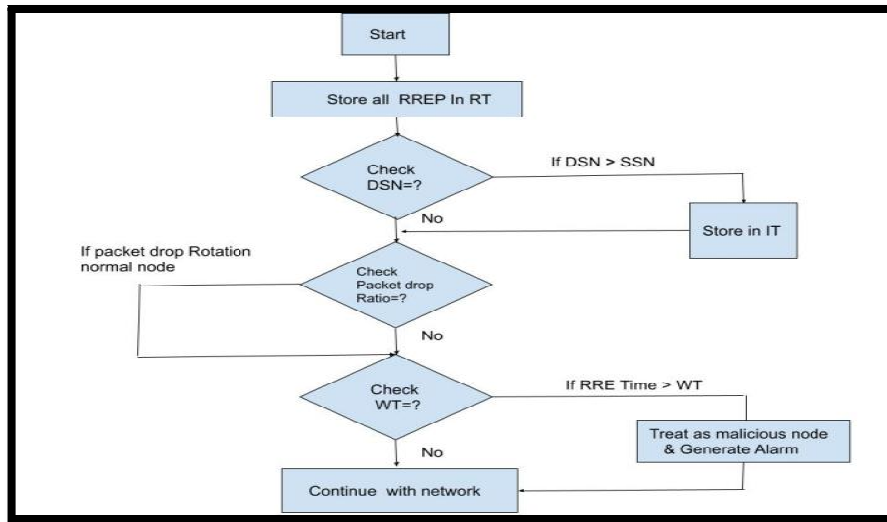 Start
Store all RREP In RT
Check
DSN=?
If DSN > SSN
No
Store in IT
If packet drop Rotation
normal node
Check
Packet drop
Ratio=?
No
Check
WT=?
If RRE Time > WT
Treat as malicious node
& Generate Alarm
No
Continue with network